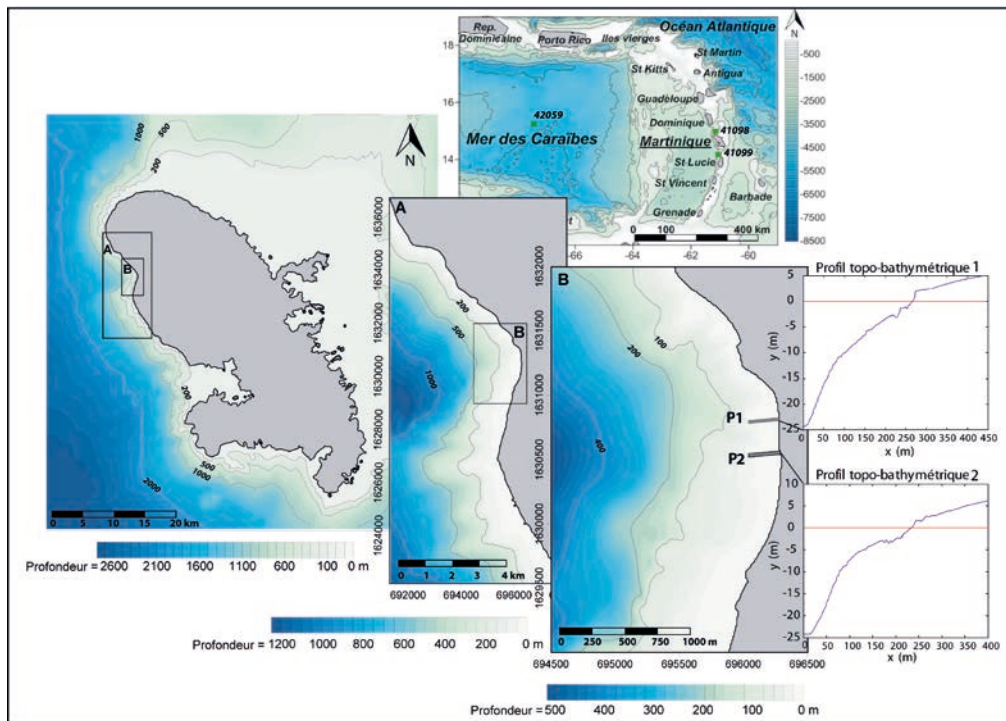 Rep.
Dominicaine
Porto Rico
Iles vierges
Océan Atlantique
N
St Martin
St Kitts
Antigua
Guadeloupe
42059
Dominique
41098
Mer des Caraïbes
Martinique
41099
St-Lucie
St Vincent
Barbade
Grenade
0 100 400 km
18
16
14
-66 -64 -62 -60
-500
-1500
-2500
-3500
-4500
-5500
-6500
-7500
-8500
1000
500
200
N
A
B
200
500
1000
2000
0 5 10 15 20 km
2600 2100 1600 1100 600 100 0 m
Profondeur =
A
200
500
B
1000
0 1 2 3 4 km
692000 694000 696000
1636000
1634000
1632000
1630000
1628000
1626000
1624000
Profondeur =
1200 1000 800 600 400 200 0 m
B
100
200
400
P1
P2
0 250 500 750 1000 m
694500 695000 695500 696000 696500
1632000
1631500
1631000
1630500
1630000
1629500
Profondeur =
500 400 300 200 100 0 m
Profil topo-bathymétrique 1
5
0
-5
-10
-15
-20
-25
y (m)
0 50 100 150 200 250 300 350 400 450
x (m)
Profil topo-bathymétrique 2
10
5
0
-5
-10
-15
-20
-25
y (m)
0 50 100 150 200 250 300 350 400
x (m)